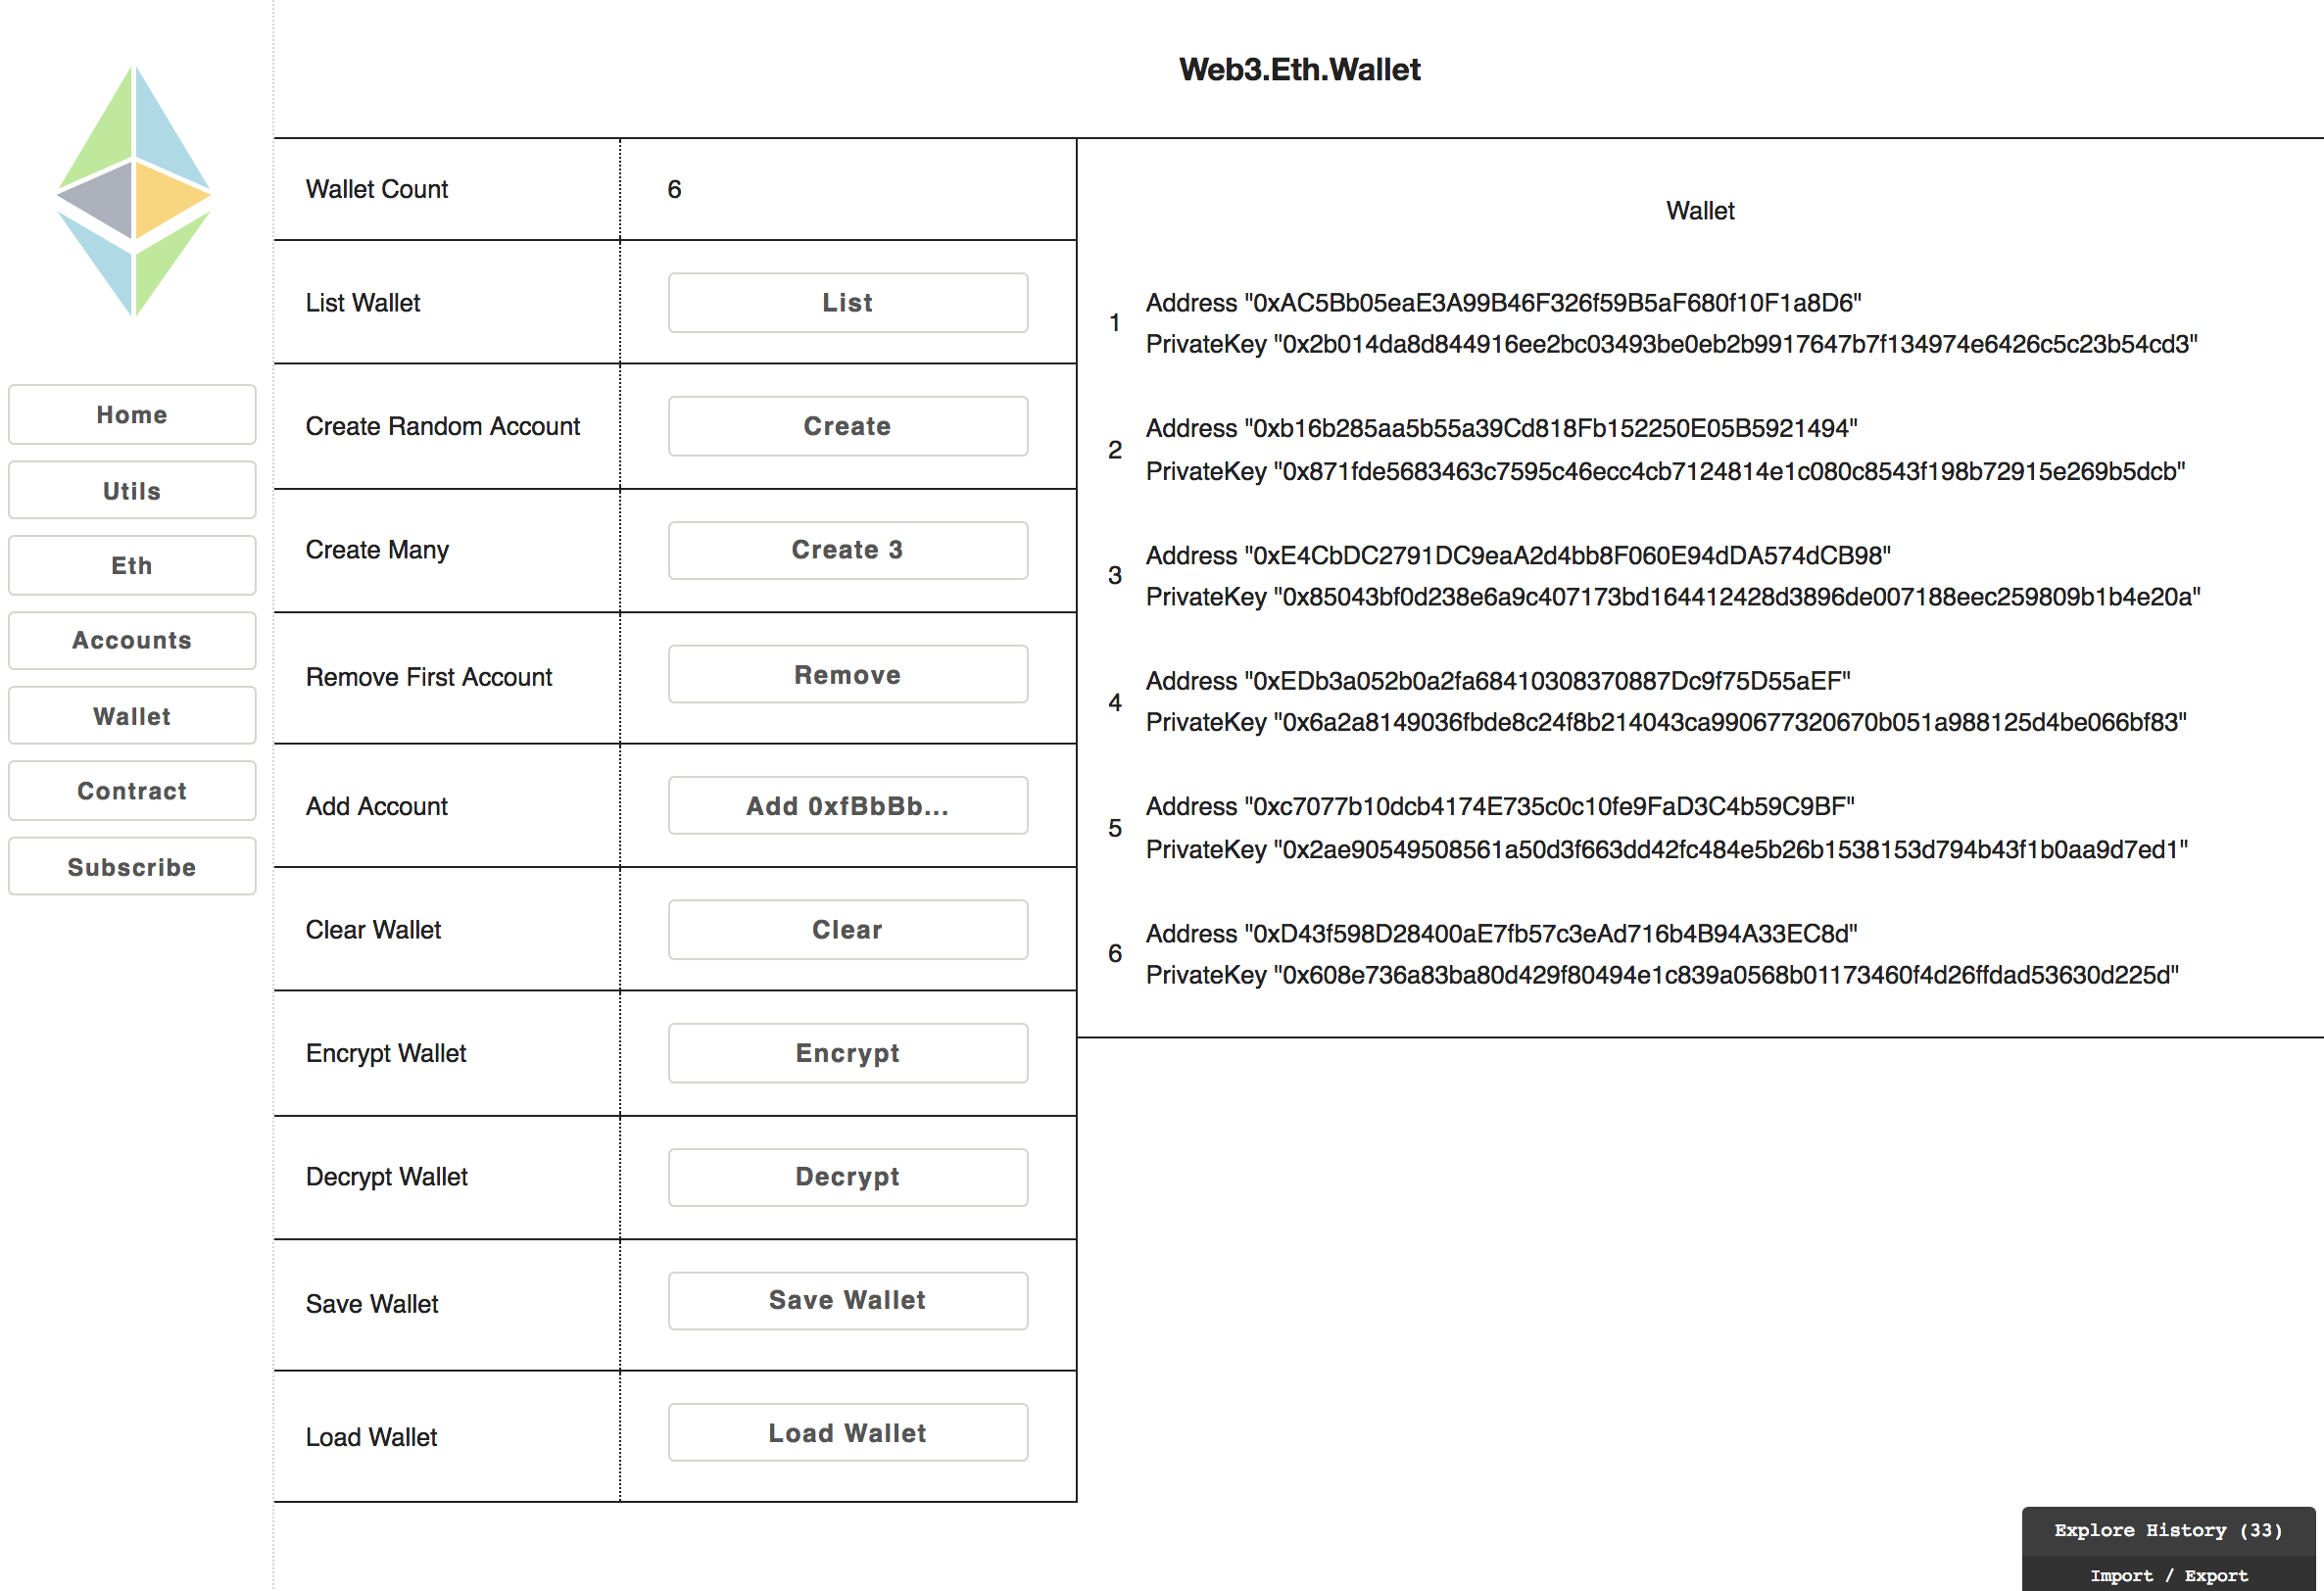 Web3.Eth.Wallet
Home
Utils
Eth
Accounts
Wallet
Contract
Subscribe
Wallet Count
6
List Wallet
List
Create Random Account
Create
Create Many
Create 3
Remove First Account
Remove
Add Account
Add 0xfBbBb...
Clear Wallet
Clear
Encrypt Wallet
Encrypt
Decrypt Wallet
Decrypt
Save Wallet
Save Wallet
Load Wallet
Load Wallet
Wallet
1
Address "0xAC5Bb05eaE3A99B46F326f59B5aF680f10F1a8D6"
PrivateKey "0x2b014da8d844916ee2bc03493be0eb2b9917647b7f134974e6426c5c23b54cd3"
2
Address "0xb16b285aa5b55a39Cd818Fb152250E05B5921494"
PrivateKey "0x871fde5683463c7595c46ecc4cb7124814e1c080c8543f198b72915e269b5dcb"
3
Address "0xE4CbDC2791DC9eaA2d4bb8F060E94dDA574dCB98"
PrivateKey "0x85043bf0d238e6a9c407173bd164412428d3896de007188eec259809b1b4e20a"
4
Address "0xEDb3a052b0a2fa68410308370887Dc9f75D55aEF"
PrivateKey "0x6a2a8149036fbde8c24f8b214043ca990677320670b051a988125d4be066bf83"
5
Address "0xc7077b10dcb4174E735c0c10fe9FaD3C4b59C9BF"
PrivateKey "0x2ae90549508561a50d3f663dd42fc484e5b26b1538153d794b43f1b0aa9d7ed1"
6
Address "0xD43f598D28400aE7fb57c3eAd716b4B94A33EC8d"
PrivateKey "0x608e736a83ba80d429f80494e1c839a0568b01173460f4d26ffdad53630d225d"
Explore History (33)
Import / Export